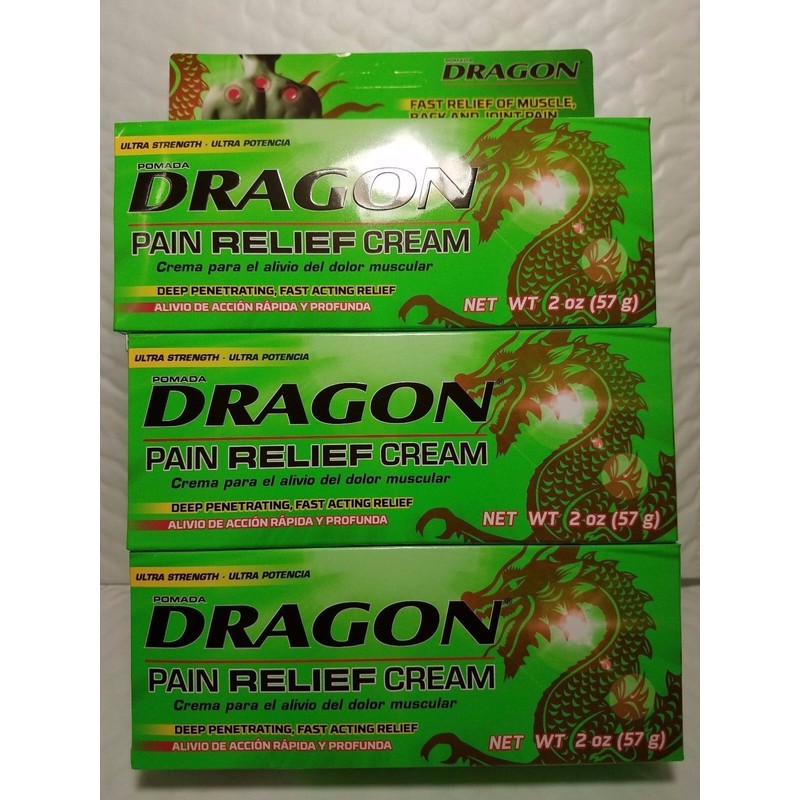 POMADA
DRAGON
FAST RELIEF OF MUSCLE,
BACK AND JOINT PAIN
ULTRA STRENGTH - ULTRA POTENCIA
POMADA
DRAGON
PAIN RELIEF CREAM
Crema para el alivio del dolor muscular
DEEP PENETRATING, FAST ACTING RELIEF
ALIVIO DE ACCIÓN RÁPIDA Y PROFUNDA
NET WT 2 oz (57 g)
ULTRA STRENGTH - ULTRA POTENCIA
POMADA
DRAGON®
PAIN RELIEF CREAM
Crema para el alivio del dolor muscular
DEEP PENETRATING, FAST ACTING RELIEF
ALIVIO DE ACCIÓN RÁPIDA Y PROFUNDA
NET WT 2 oz (57 g)
ULTRA STRENGTH - ULTRA POTENCIA
POMADA
DRAGON®
PAIN RELIEF CREAM
Crema para el alivio del dolor muscular
DEEP PENETRATING, FAST ACTING RELIEF
ALIVIO DE ACCIÓN RÁPIDA Y PROFUNDA
NET WT 2 oz (57 g)